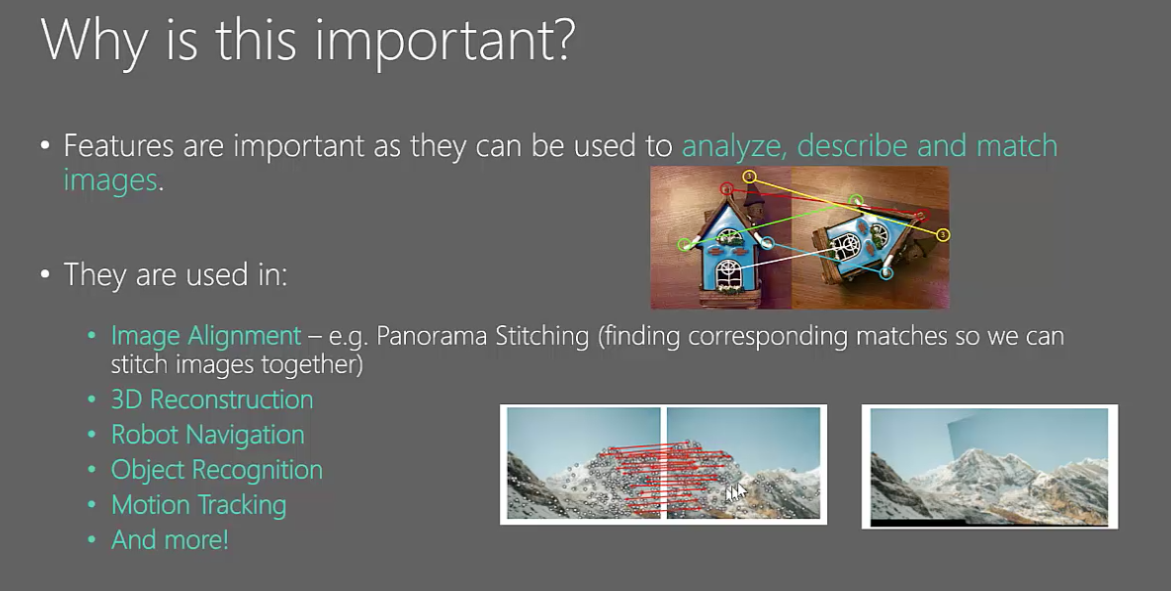 Why is this important?
• Features are important as they can be used to analyze, describe and match
images.
• They are used in:
• Image Alignment – e.g. Panorama Stitching (finding corresponding matches so we can
stitch images together)
• 3D Reconstruction
• Robot Navigation
• Object Recognition
• Motion Tracking
• And more!